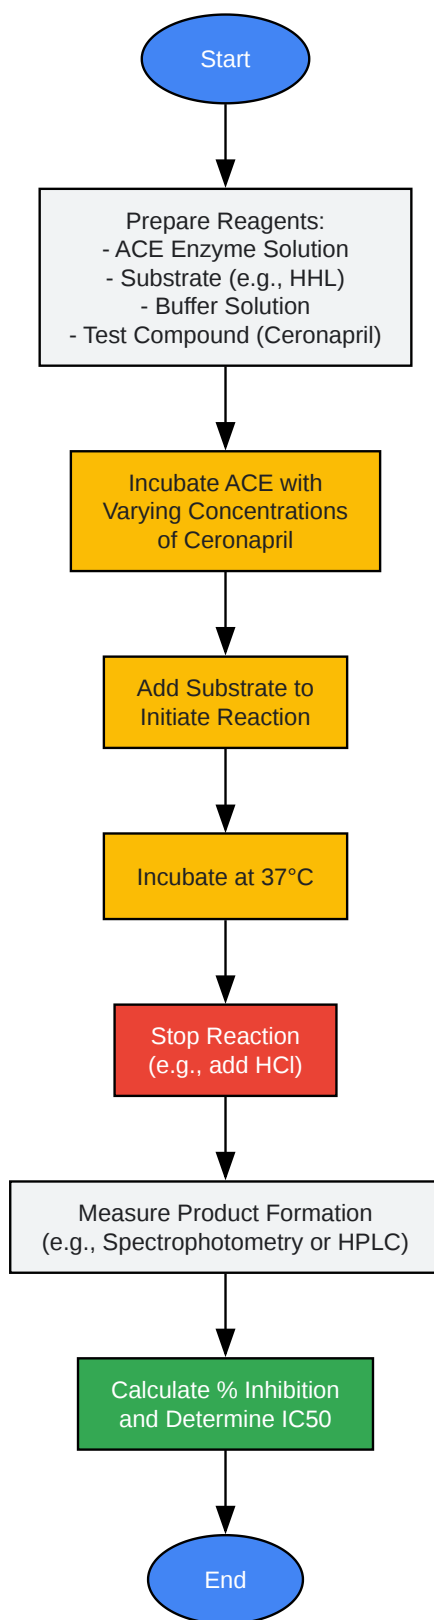 Start
Prepare Reagents:
- ACE Enzyme Solution
- Substrate (e.g., HHL)
- Buffer Solution
- Test Compound (Ceronapril)
Incubate ACE with
Varying Concentrations
of Ceronapril
Add Substrate to
Initiate Reaction
Incubate at 37°C
Stop Reaction
(e.g., add HCl)
Measure Product Formation
(e.g., Spectrophotometry or HPLC)
Calculate % Inhibition
and Determine IC50
End